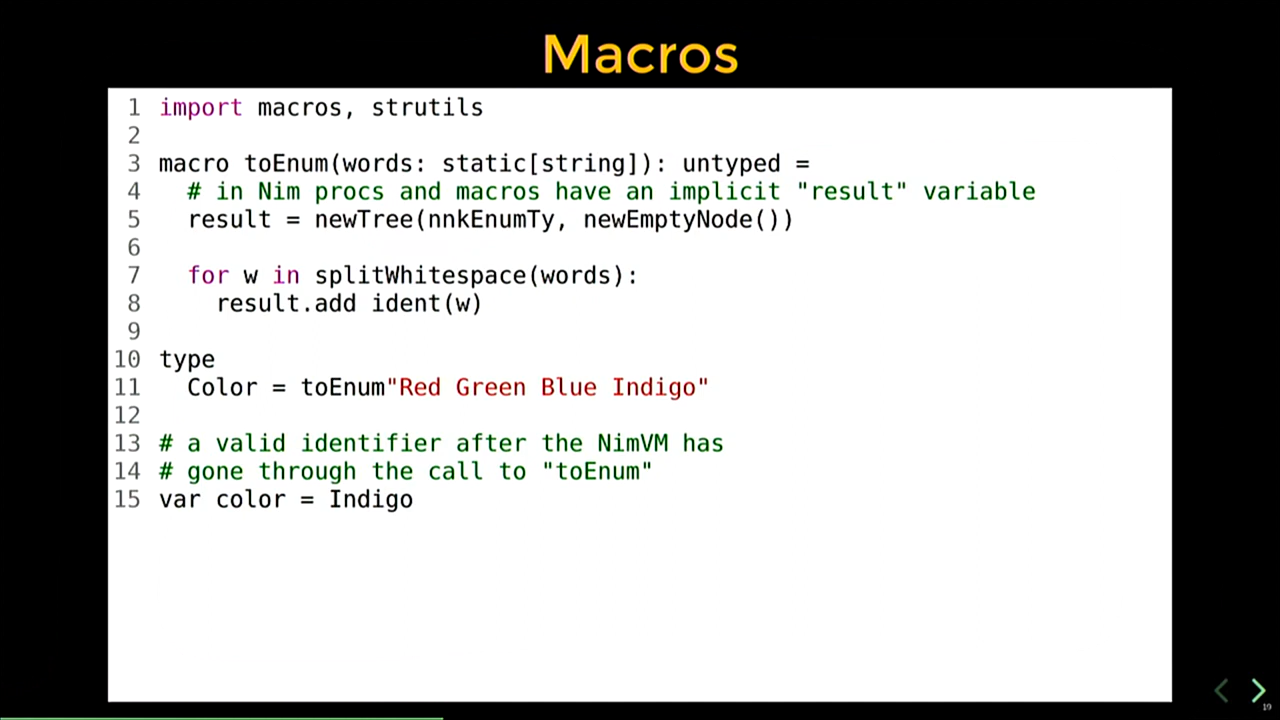 Macros
1 import macros, strutils
2
3 macro toEnum(words: static[string]): untyped =
4   # in Nim procs and macros have an implicit "result" variable
5   result = newTree(nnkEnumTy, newEmptyNode())
6
7   for w in splitWhitespace(words):
8     result.add ident(w)
9
10 type
11   Color = toEnum"Red Green Blue Indigo"
12
13 # a valid identifier after the NimVM has
14 # gone through the call to "toEnum"
15 var color = Indigo
19